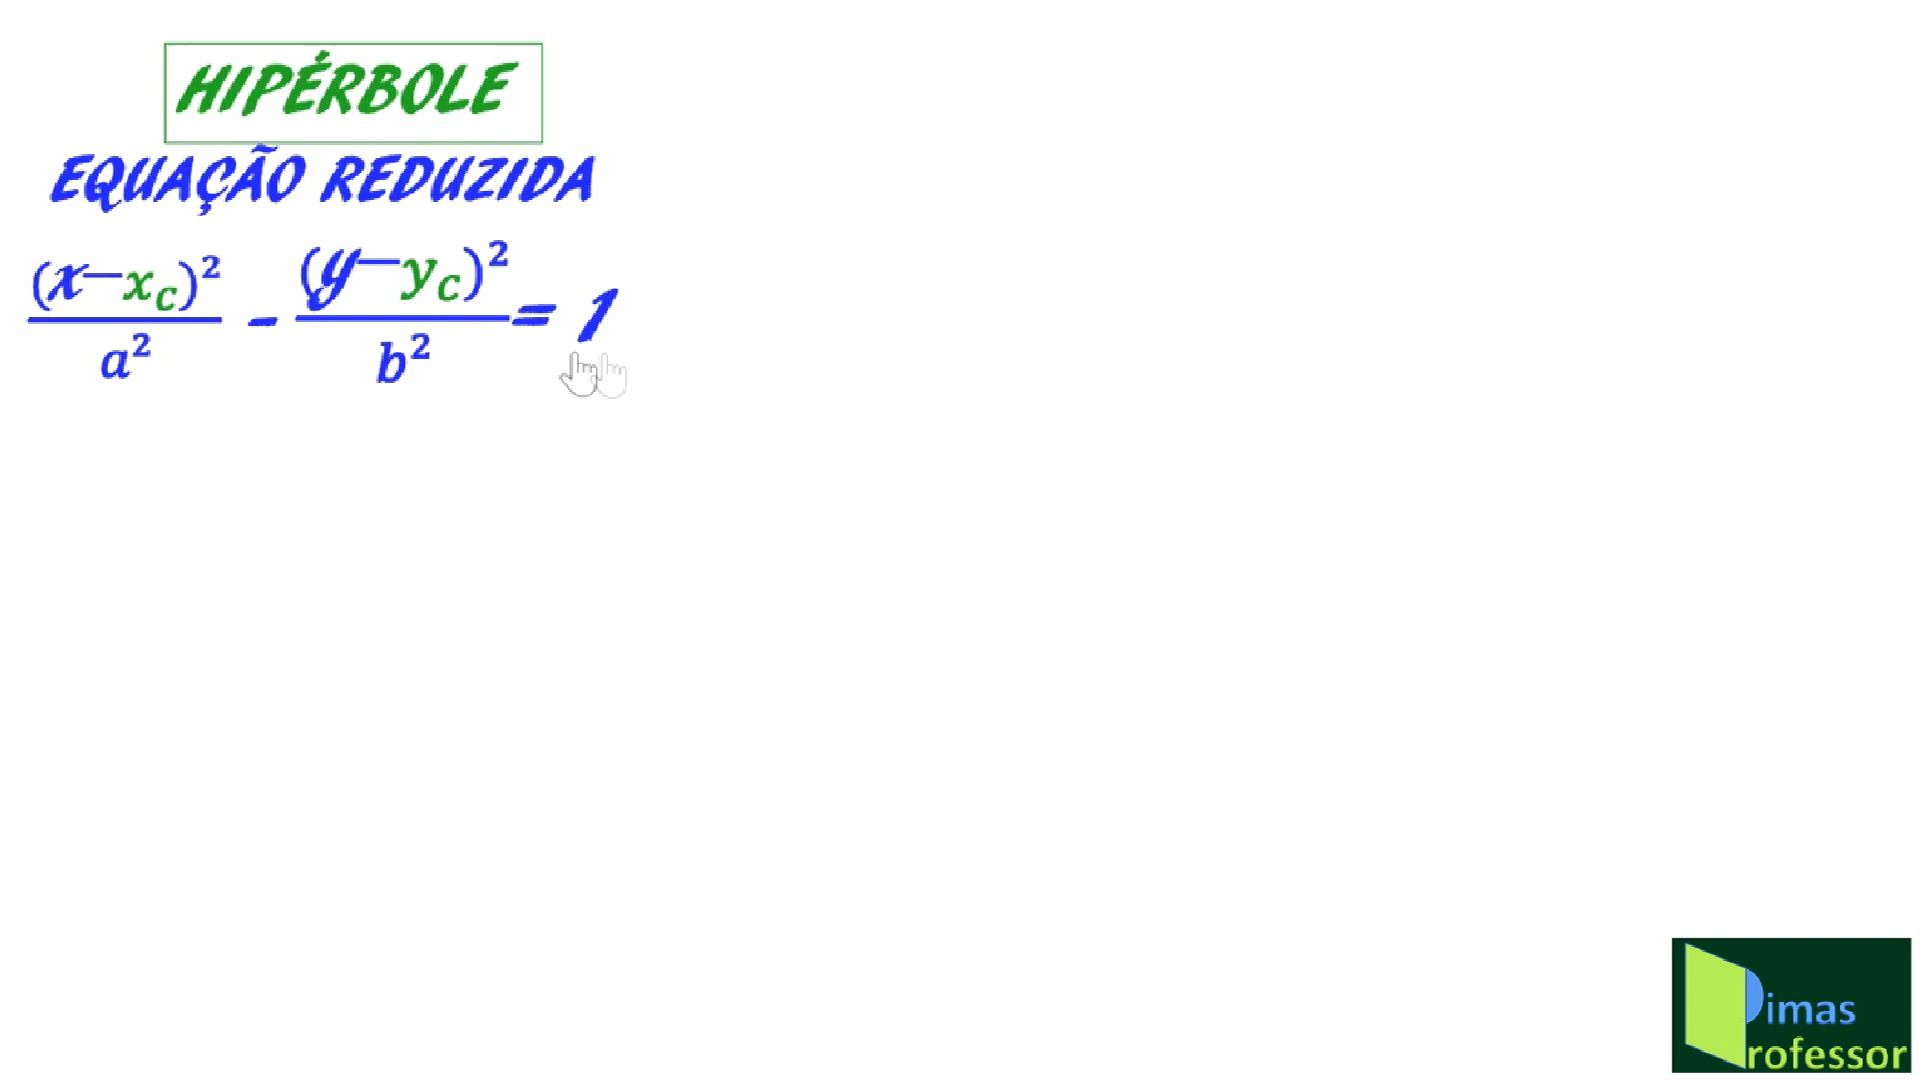 HIPÉRBOLE
EQUAÇÃO REDUZIDA
(x−x_C)²/a² - (y−y_C)²/b² = 1
Dimas
Professor